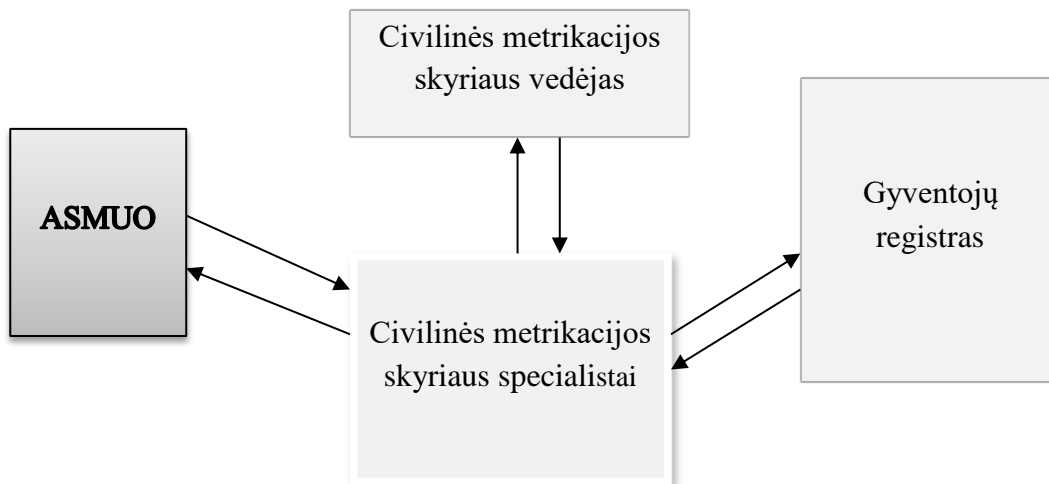 Civilinės metrikacijos
skyriaus vedėjas
ASMUO
Gyventojų
registras
Civilinės metrikacijos
skyriaus specialistai